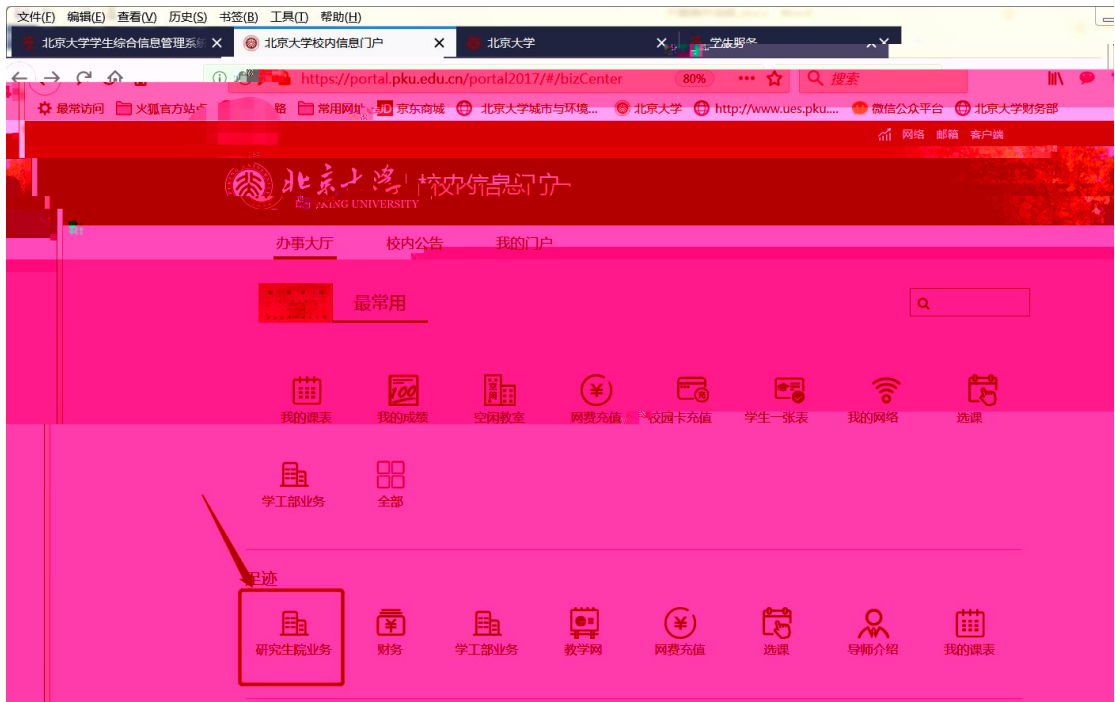 文件(F) 编辑(E) 查看(V) 历史(S) 书签(B) 工具(T) 帮助(H)
北京大学学生综合信息管理系统 北京大学校内信息门户 北京大学 学生服务
https://portal.pku.edu.cn/portal2017/#/bizCenter 80% 搜索
最常访问 火狐官方站点 常用网址 JD 京东商城 北京大学城市与环境... 北京大学 http://www.ues.pku.... 微信公众平台 北京大学财务部
网络 邮箱 客户端
北京大学 校内信息门户
PEKING UNIVERSITY
办事大厅 校内公告 我的门户
最常用
我的课表 我的成绩 空闲教室 网费充值 校园卡充值 学生一张表 我的网络 选课
学工部业务 全部
足迹
研究生院业务 财务 学工部业务 教学网 网费充值 选课 导师介绍 我的课表